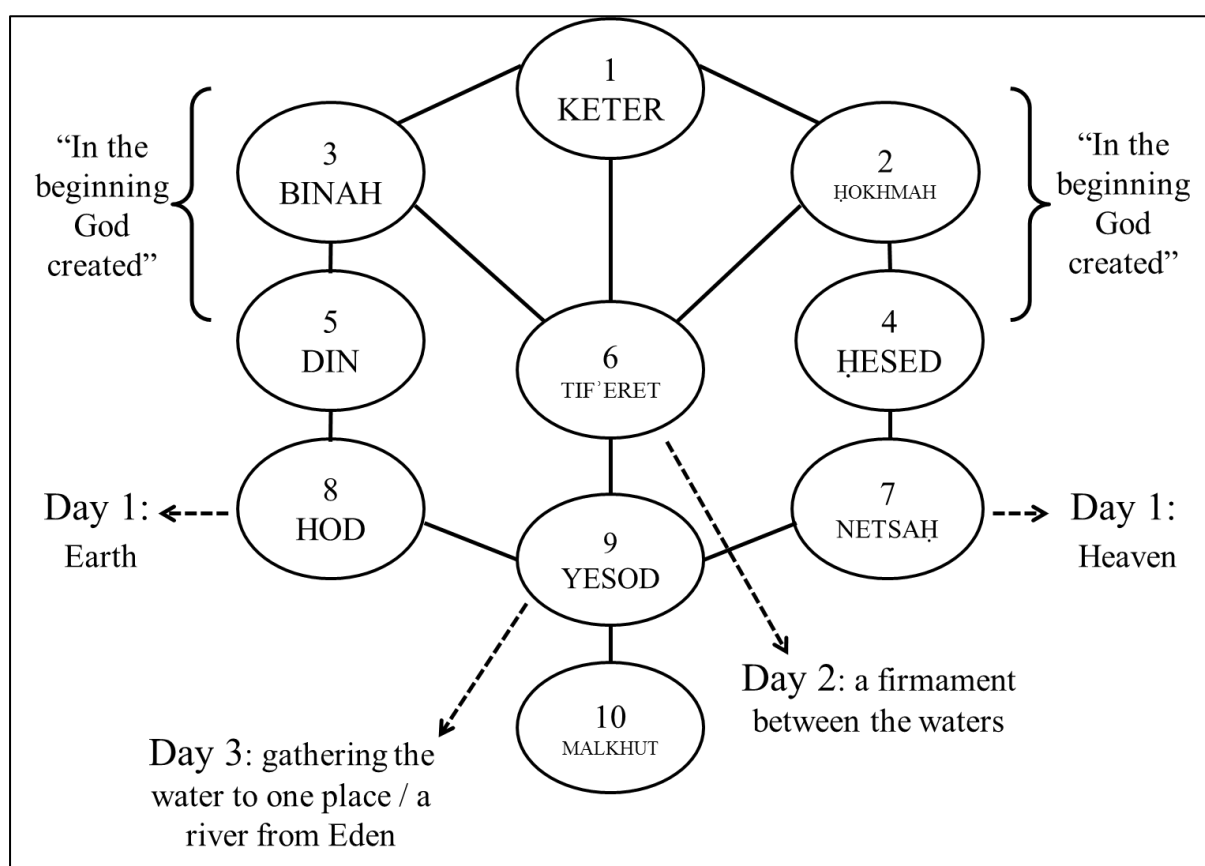 1
KETER
3
BINAH
2
ḤOKHMAH
“In the
beginning
God
created”
“In the
beginning
God
created”
5
DIN
4
ḤESED
6
TIFʾERET
8
HOD
7
NETSAḤ
Day 1:
Earth
Day 1:
Heaven
9
YESOD
10
MALKHUT
Day 2: a firmament
between the waters
Day 3: gathering the
water to one place / a
river from Eden